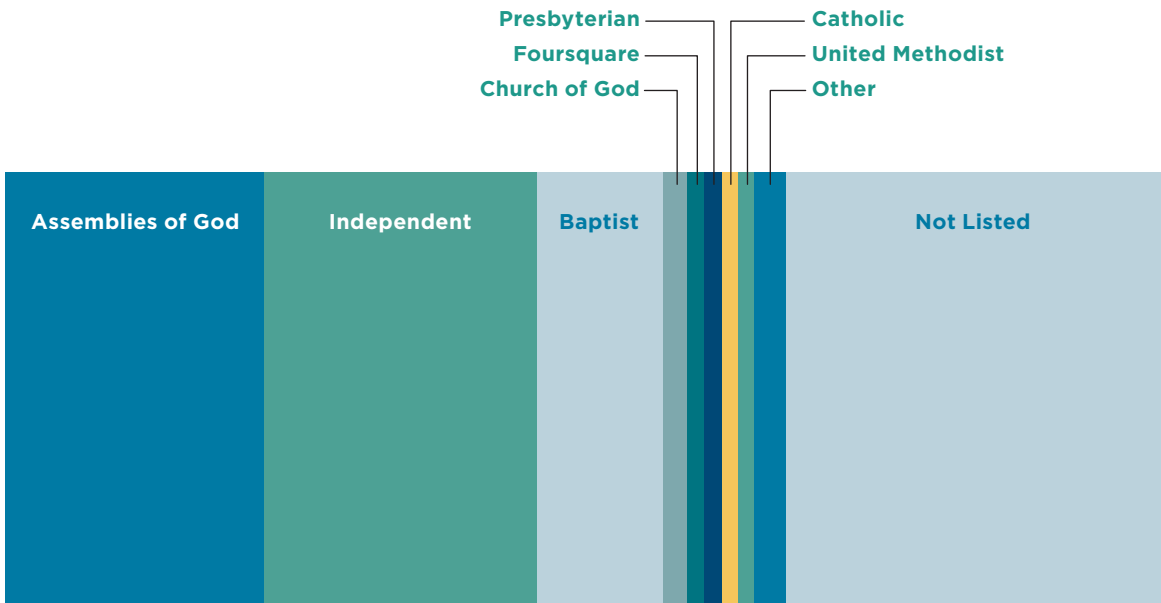 Presbyterian
Foursquare
Church of God
Catholic
United Methodist
Other
Assemblies of God
Independent
Baptist
Not Listed